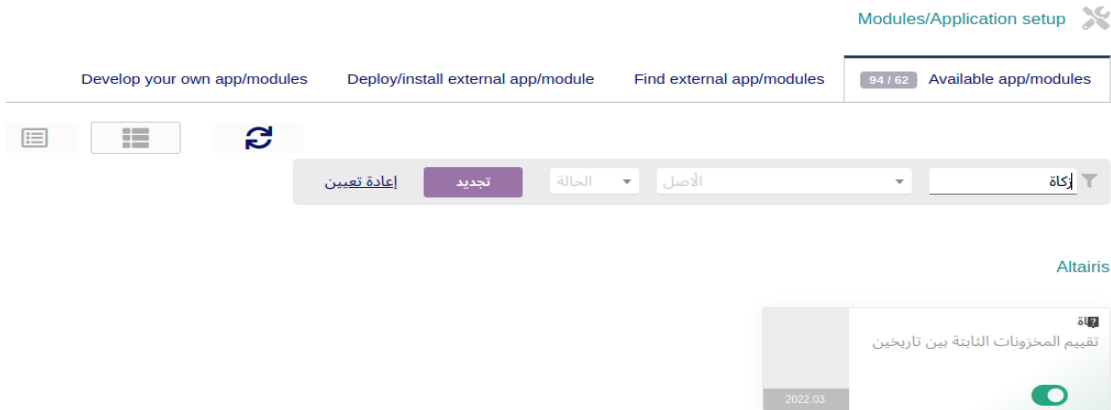 Modules/Application setup
94 / 62 Available app/modules
Find external app/modules
Deploy/install external app/module
Develop your own app/modules
زكاة
الأصل
الحالة
تجديد
إعادة تعيين
Altairis
تقييم المخزونات الثابتة بين تاريخين
2022.03